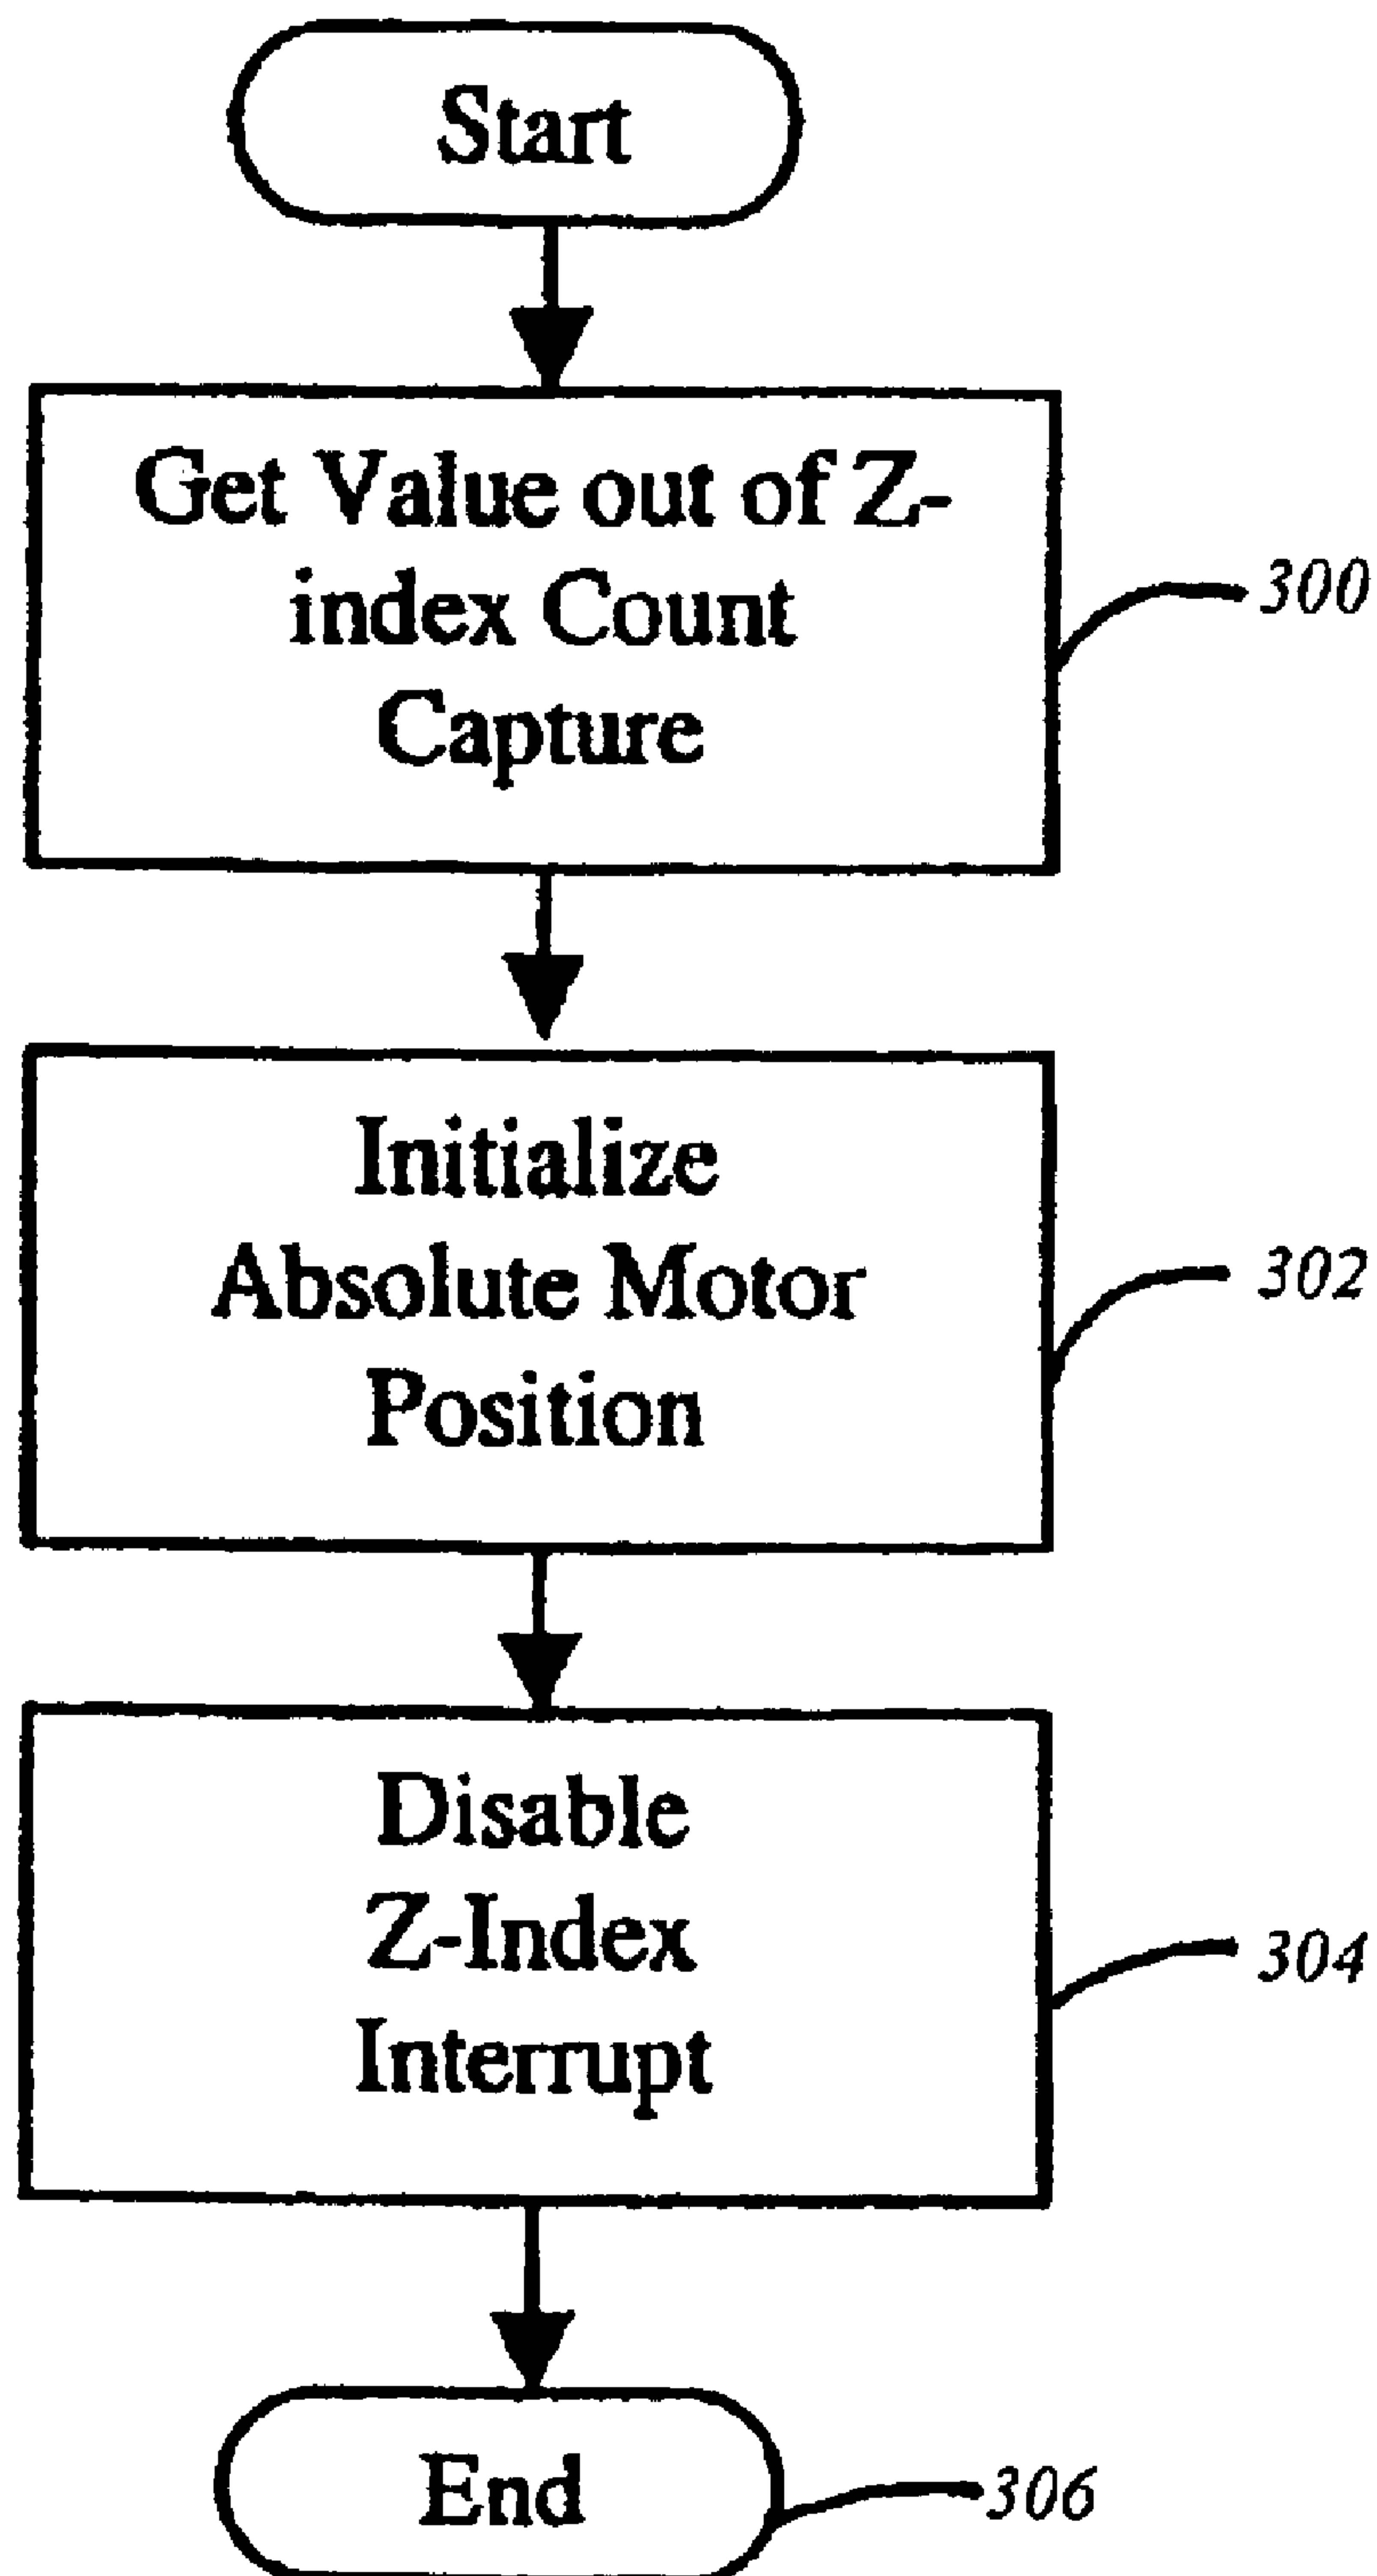 Start
Get Value out of Z-
index Count
Capture
300
Initialize
Absolute Motor
Position
302
Disable
Z-Index
Interrupt
304
End
306